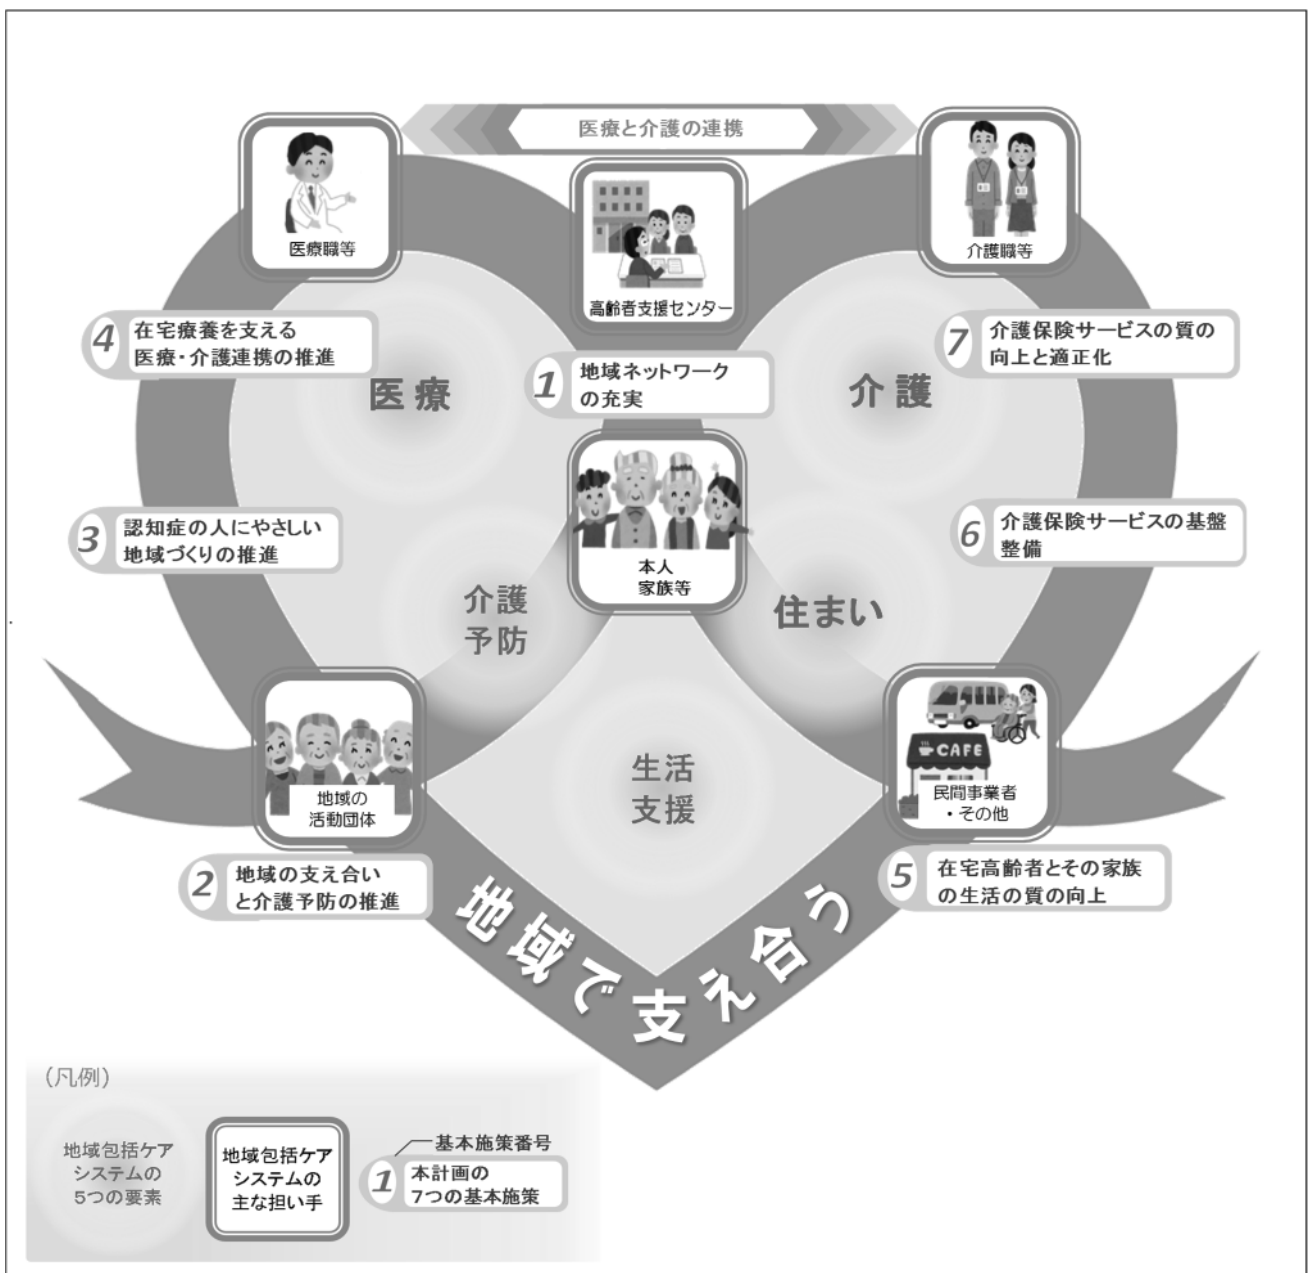 医療と介護の連携
医療職等
高齢者支援センター
介護職等
4
在宅療養を支える
医療・介護連携の推進
1
地域ネットワーク
の充実
7
介護保険サービスの質の
向上と適正化
医療
介護
3
認知症の人にやさしい
地域づくりの推進
本人
家族等
6
介護保険サービスの基盤
整備
介護
予防
住まい
地域の
活動団体
生活
支援
CAFE
民間事業者
・その他
2
地域の支え合い
と介護予防の推進
5
在宅高齢者とその家族
の生活の質の向上
地域で支え合う
(凡例)
地域包括ケア
システムの
5つの要素
地域包括ケア
システムの
主な担い手
基本施策番号
1
本計画の
7つの基本施策